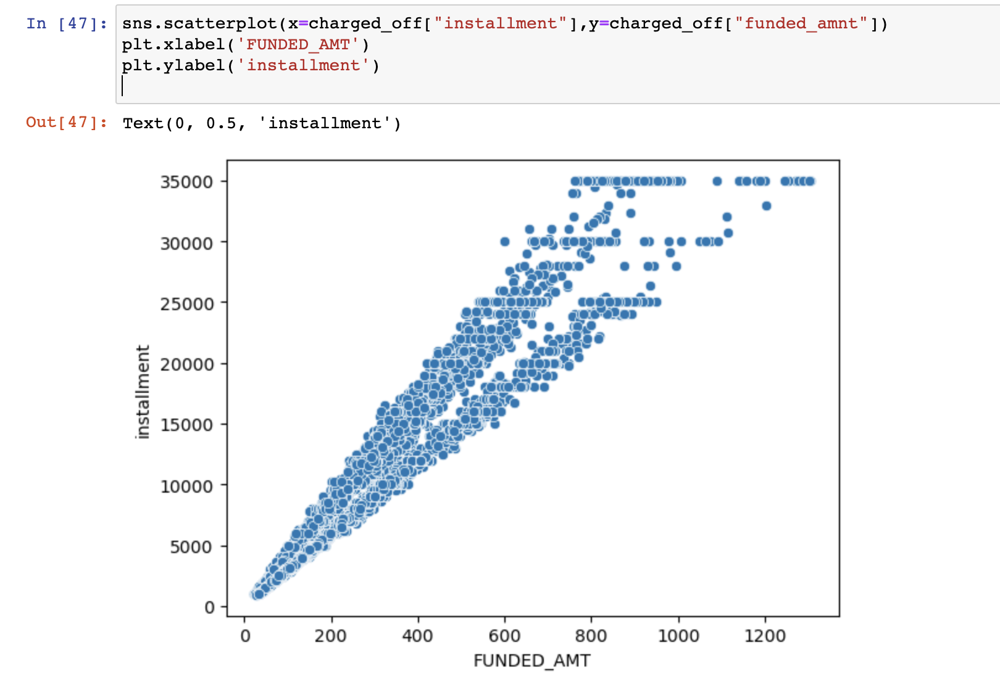 In [47]: sns.scatterplot(x=charged_off["installment"],y=charged_off["funded_amnt"])
plt.xlabel('FUNDED_AMT')
plt.ylabel('installment')
Out[47]: Text(0, 0.5, 'installment')
35000
30000
25000
20000
15000
10000
5000
0
installment
0 200 400 600 800 1000 1200
FUNDED_AMT